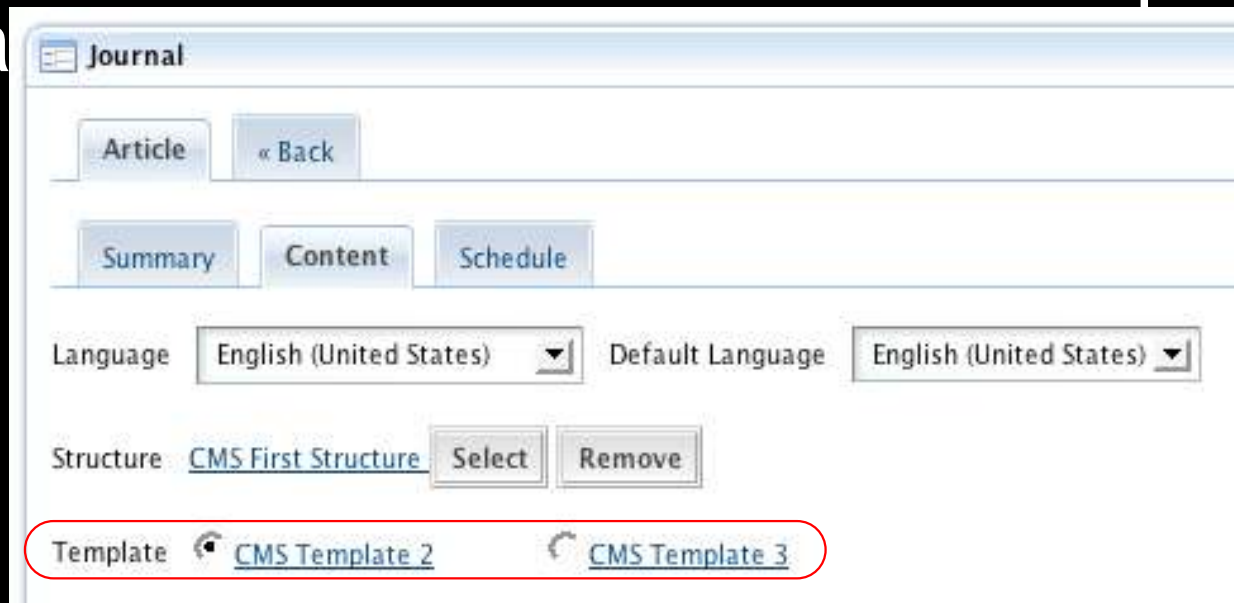 Journal
Article « Back
Summary Content Schedule
Language English (United States) Default Language English (United States)
Structure CMS First Structure Select Remove
Template CMS Template 2 CMS Template 3